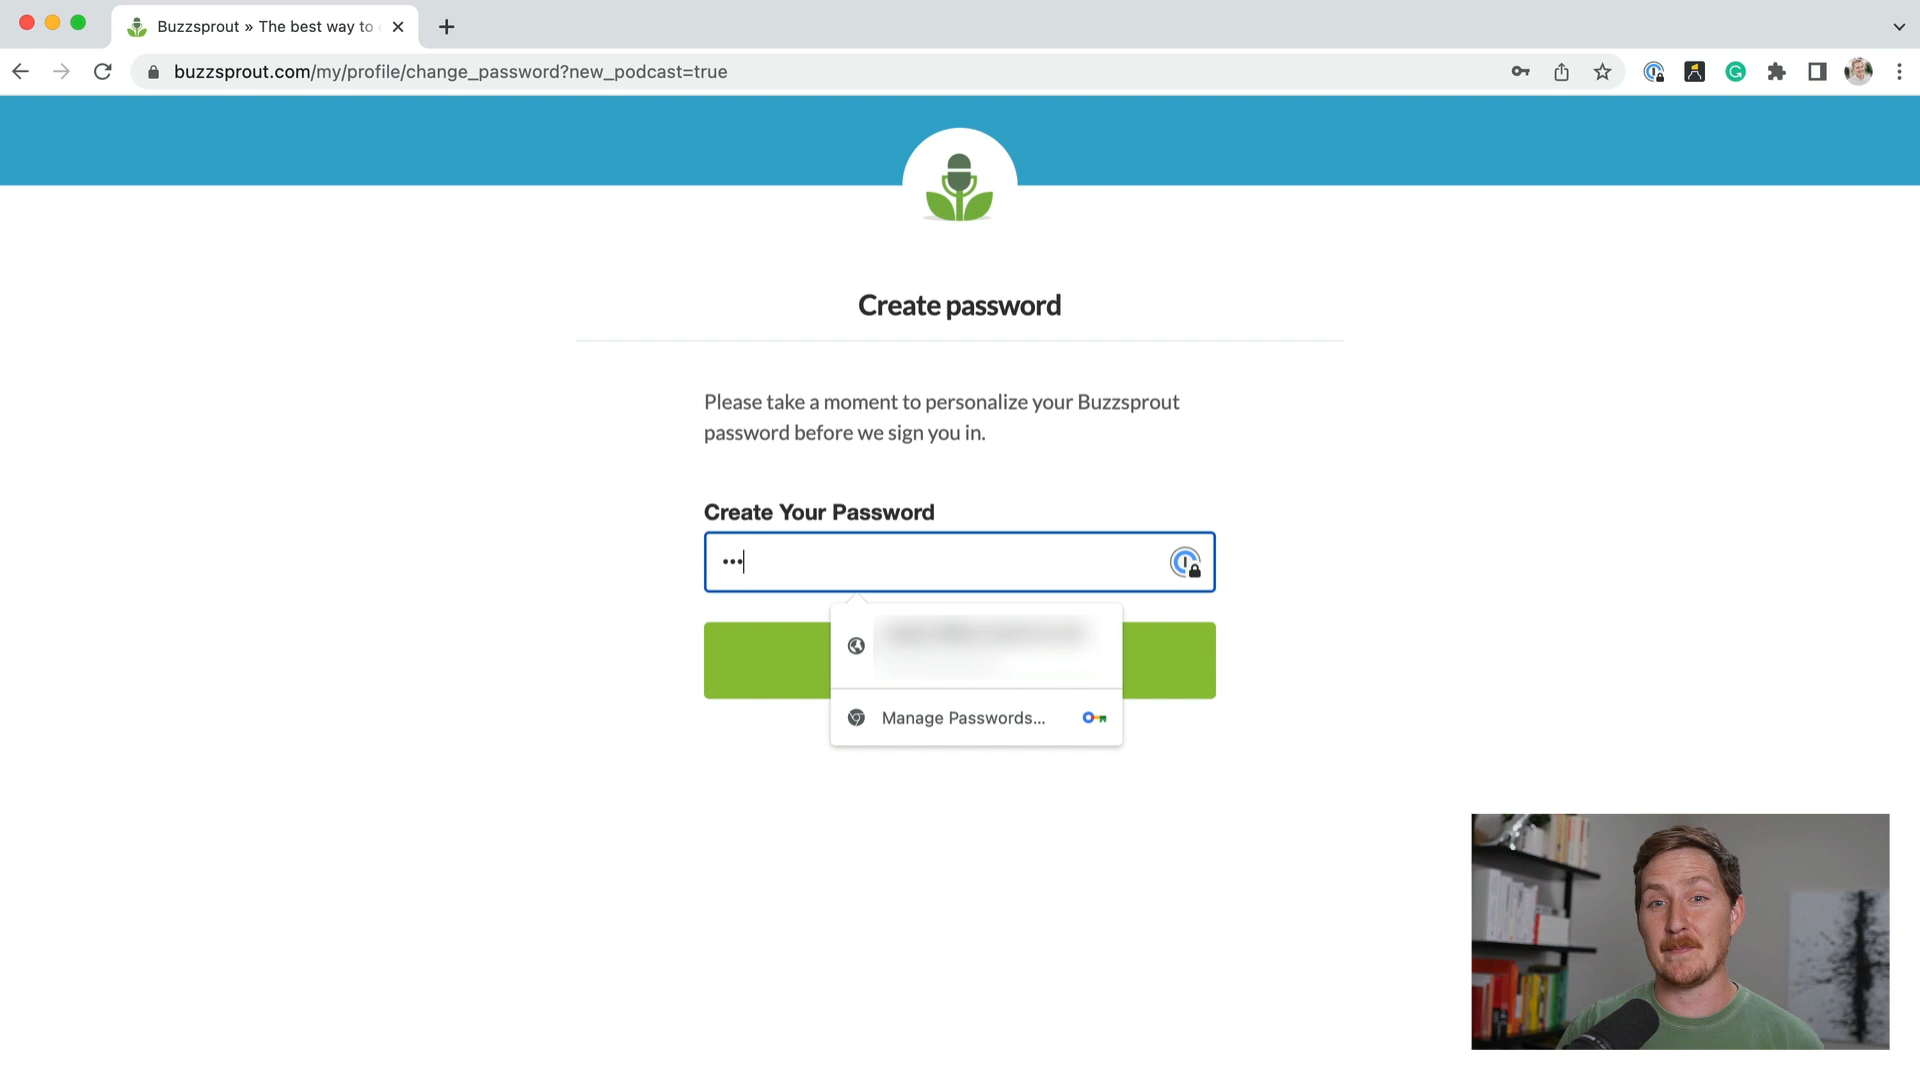 Buzzsprout » The best way to
buzzsprout.com/my/profile/change_password?new_podcast=true
Create password
Please take a moment to personalize your Buzzsprout
password before we sign you in.
Create Your Password
•••
Manage Passwords...